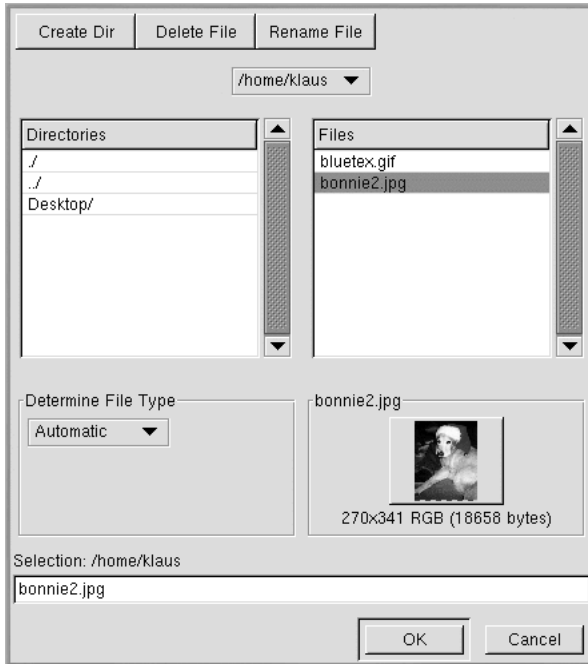 Create Dir Delete File Rename File
/home/klaus
Directories
./
../
Desktop/
Files
bluetex.gif
bonnie2.jpg
Determine File Type
Automatic
bonnie2.jpg
270x341 RGB (18658 bytes)
Selection: /home/klaus
bonnie2.jpg
OK Cancel